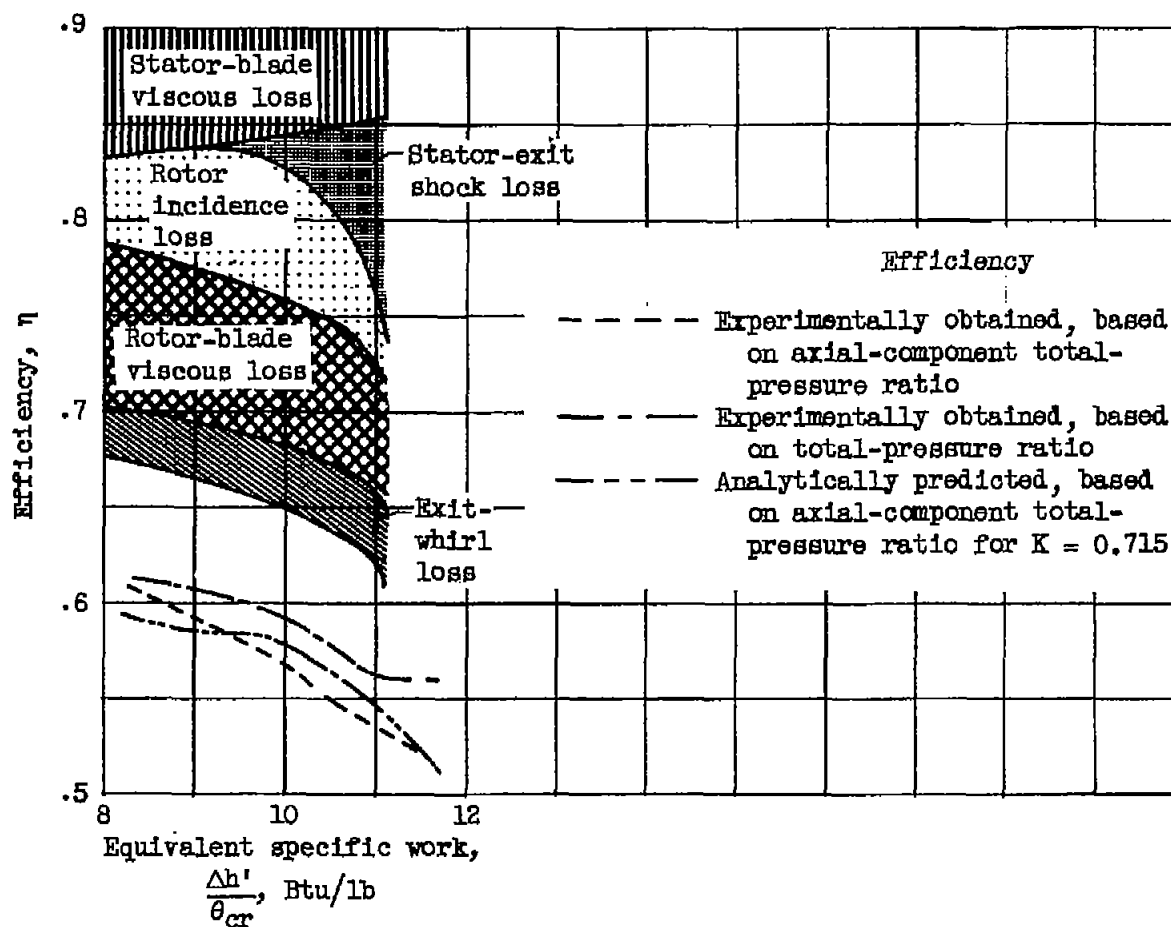 .9
.8
.7
.6
.5
Efficiency, η
Stator-blade
viscous loss
Stator-exit
shock loss
Rotor
incidence
loss
Rotor-blade
viscous loss
Exit-
whirl
loss
8
10
12
Equivalent specific work,
Δh'
θcr
, Btu/lb
Efficiency
Experimentally obtained, based
on axial-component total-
pressure ratio
Experimentally obtained, based
on total-pressure ratio
Analytically predicted, based
on axial-component total-
pressure ratio for K = 0.715